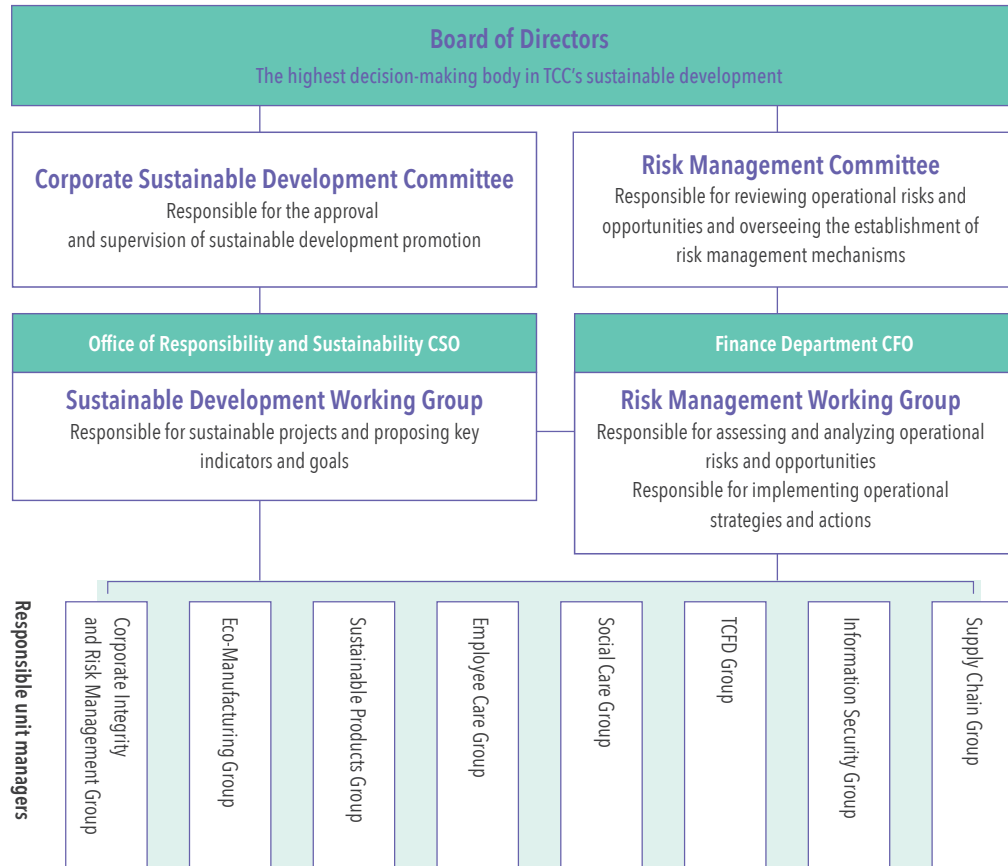 Board of Directors
The highest decision-making body in TCC's sustainable development
Corporate Sustainable Development Committee
Responsible for the approval
and supervision of sustainable development promotion
Risk Management Committee
Responsible for reviewing operational risks and
opportunities and overseeing the establishment of
risk management mechanisms
Office of Responsibility and Sustainability CSO
Sustainable Development Working Group
Responsible for sustainable projects and proposing key
indicators and goals
Finance Department CFO
Risk Management Working Group
Responsible for assessing and analyzing operational
risks and opportunities
Responsible for implementing operational
strategies and actions
Responsible unit managers
Corporate Integrity
and Risk Management Group
Eco-Manufacturing Group
Sustainable Products Group
Employee Care Group
Social Care Group
TCFD Group
Information Security Group
Supply Chain Group